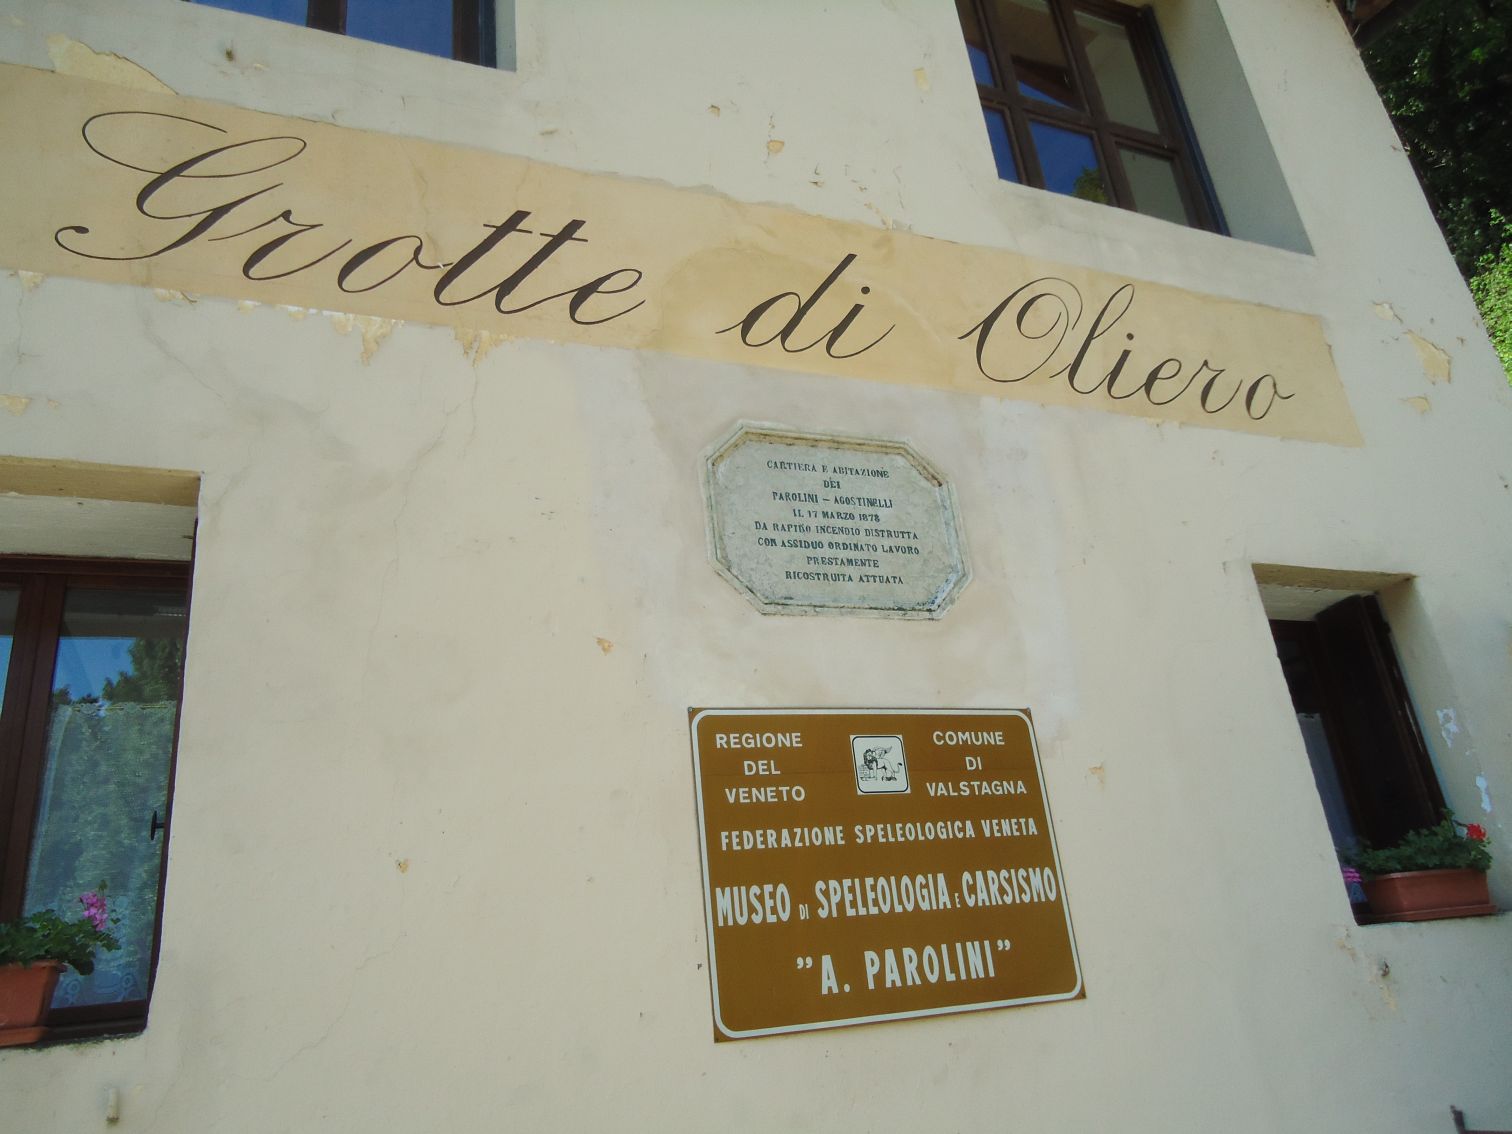 Grotte di Oliero
CARTIERA E ABITAZIONE
DEI
PAROLINI – AGOSTINELLI
IL 17 MARZO 1878
DA RAPIDO INCENDIO DISTRUTTA
CON ASSIDUO ORDINATO LAVORO
PRESTAMENTE
RICOSTRUITA ATTUATA
REGIONE
DEL
VENETO
COMUNE
DI
VALSTAGNA
FEDERAZIONE SPELEOLOGICA VENETA
MUSEO DI SPELEOLOGIA E CARSISMO
”A. PAROLINI”